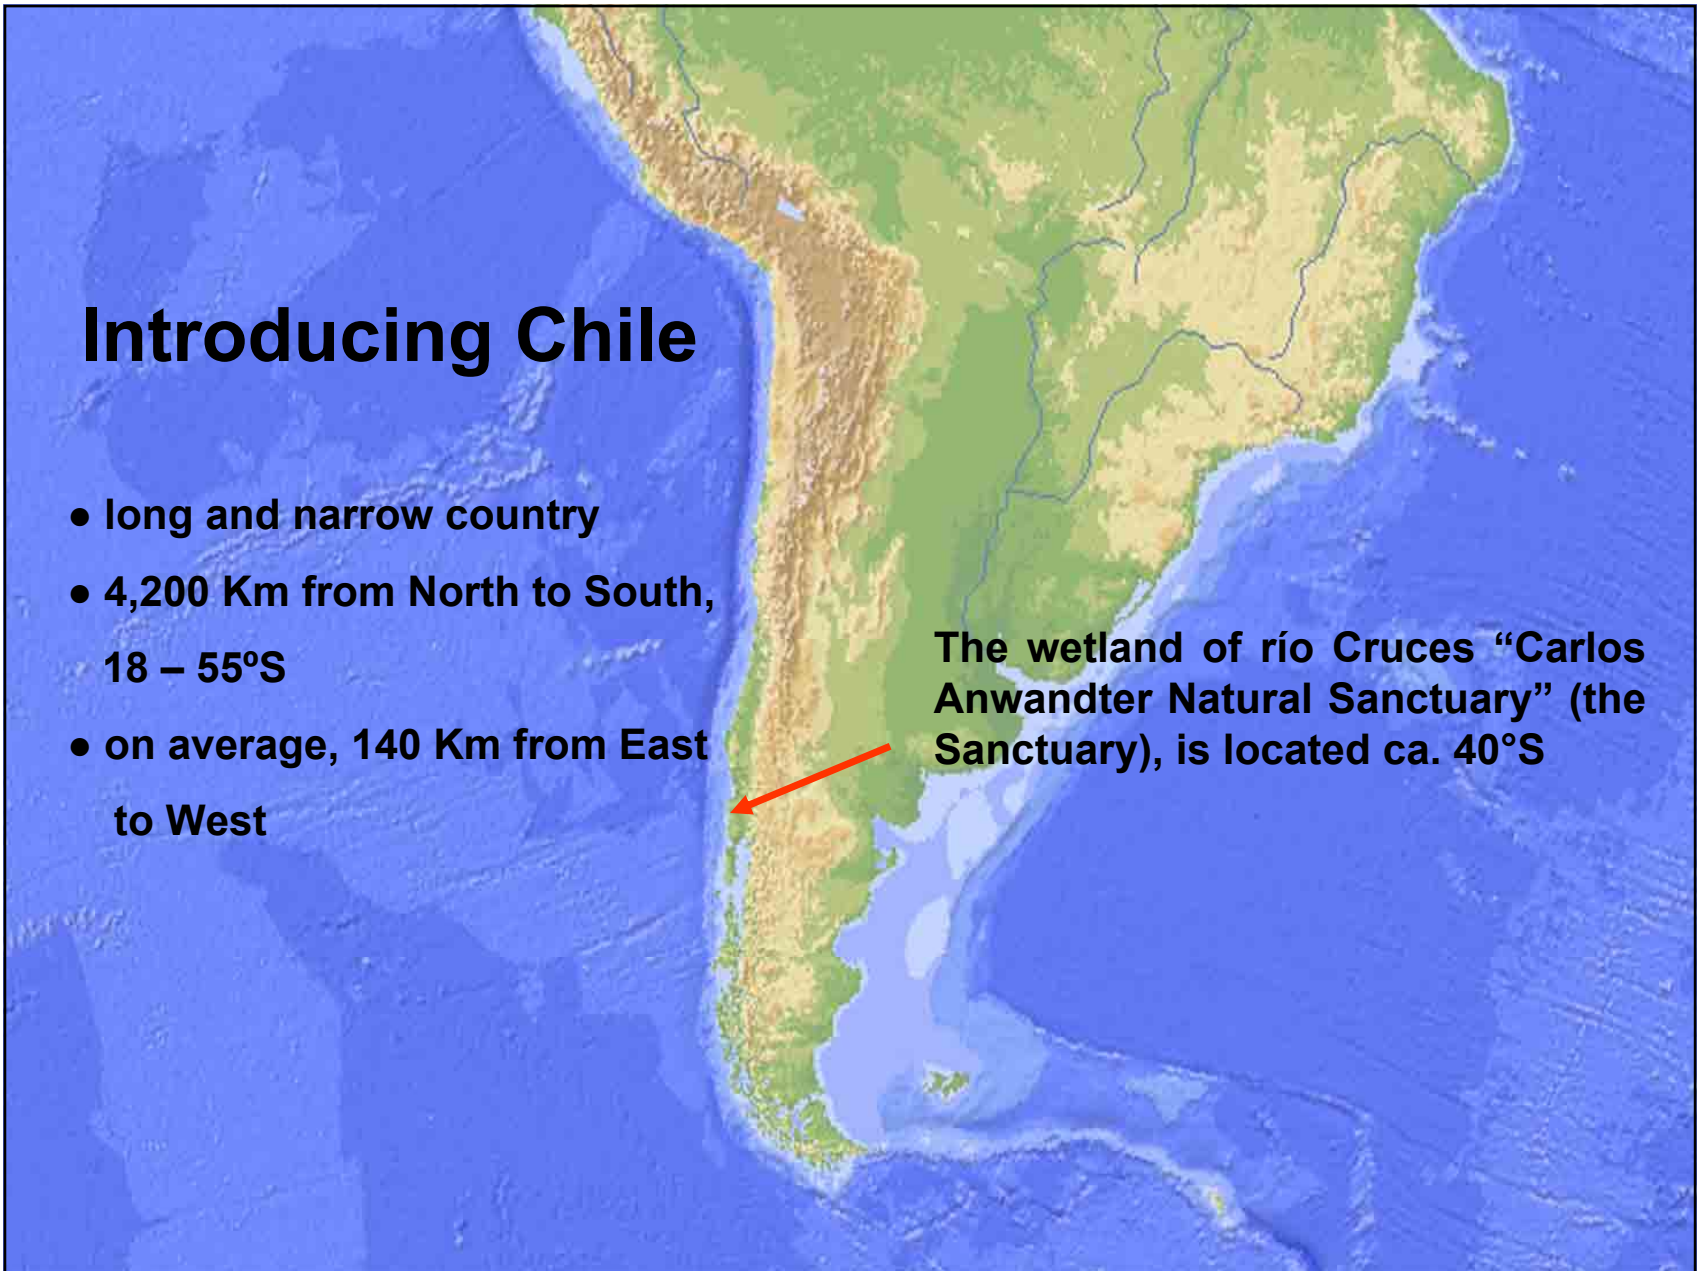 Introducing Chile
● long and narrow country
● 4,200 Km from North to South,
18 – 55ºS
● on average, 140 Km from East
to West
The wetland of río Cruces “Carlos
Anwandter Natural Sanctuary” (the
Sanctuary), is located ca. 40°S